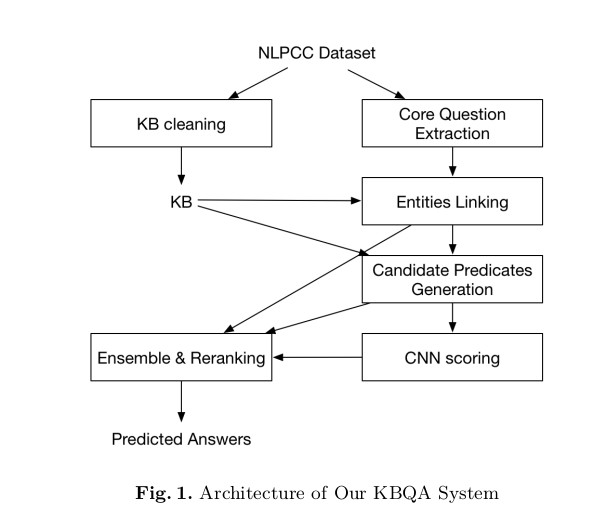 NLPCC Dataset
KB cleaning
Core Question
Extraction
KB
Entities Linking
Candidate Predicates
Generation
Ensemble & Reranking
CNN scoring
Predicted Answers
Fig. 1. Architecture of Our KBQA System